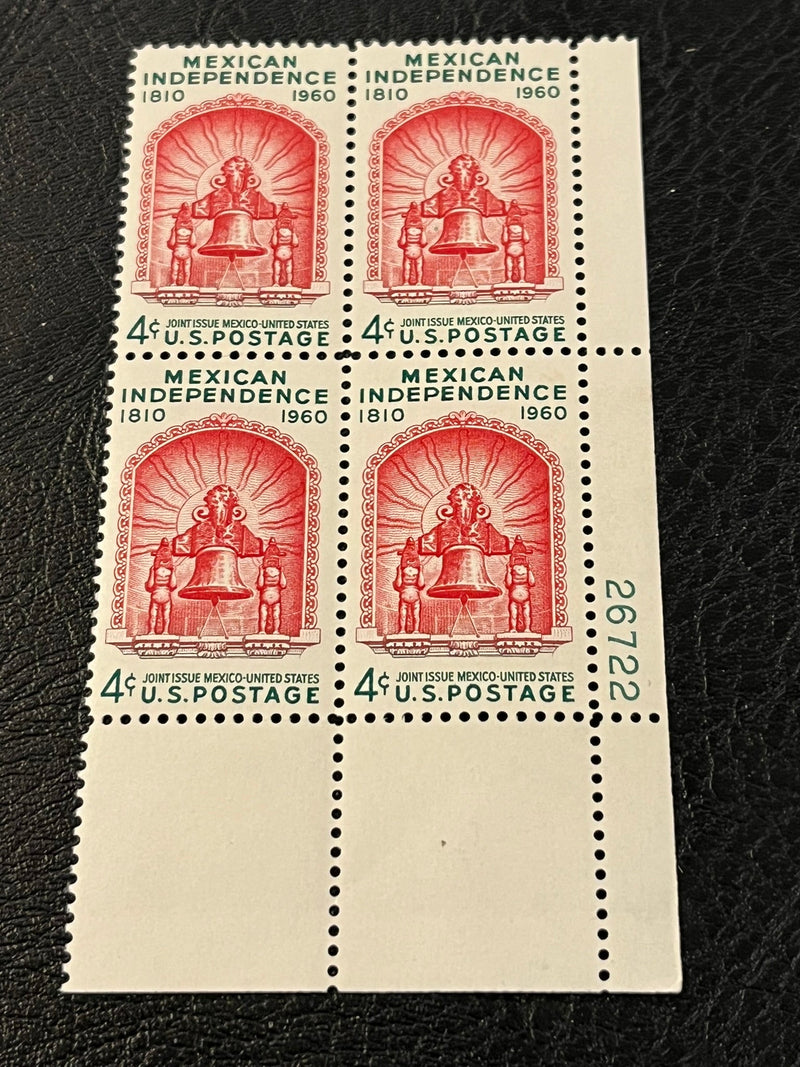 MEXICAN
INDEPENDENCE
1810 1960
4¢ JOINT ISSUE MEXICO-UNITED STATES
U.S. POSTAGE
MEXICAN
INDEPENDENCE
1810 1960
4¢ JOINT ISSUE MEXICO-UNITED STATES
U.S. POSTAGE
MEXICAN
INDEPENDENCE
1810 1960
4¢ JOINT ISSUE MEXICO-UNITED STATES
U.S. POSTAGE
MEXICAN
INDEPENDENCE
1810 1960
4¢ JOINT ISSUE MEXICO-UNITED STATES
U.S. POSTAGE
26722